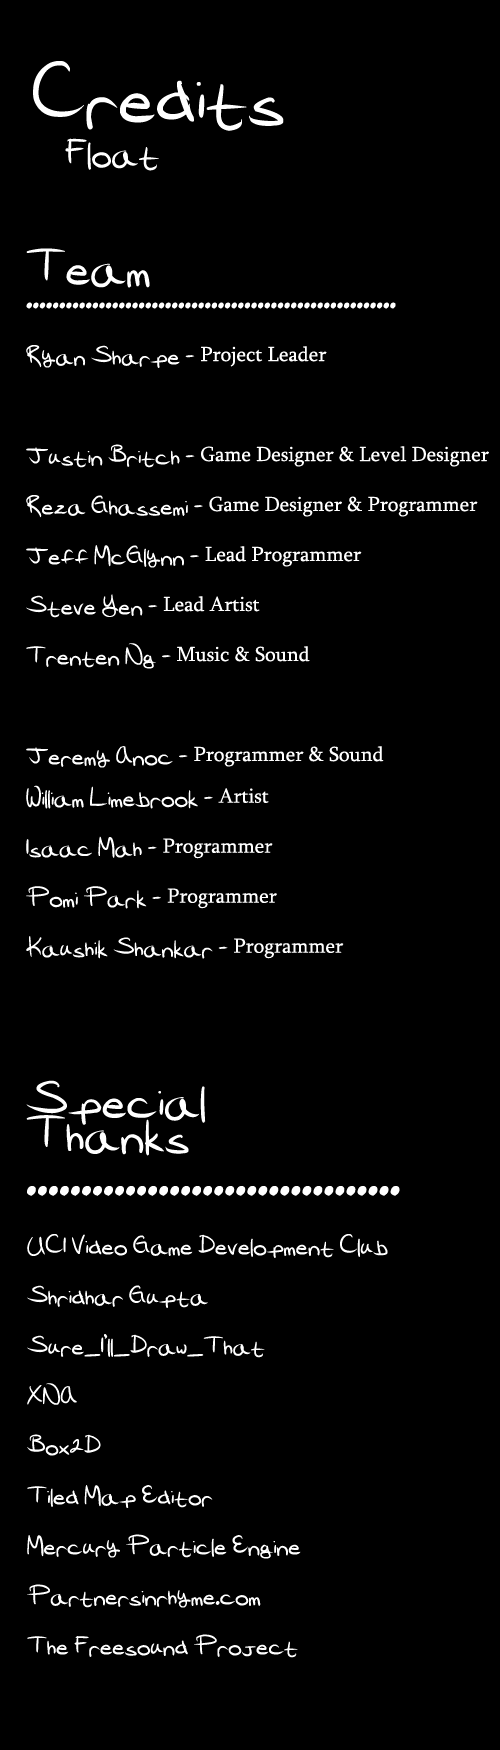 Credits
Float
Team
Ryan Sharpe - Project Leader
Justin Britch - Game Designer & Level Designer
Reza Ghassemi - Game Designer & Programmer
Jeff McGlynn - Lead Programmer
Steve Yen - Lead Artist
Trenten Ng - Music & Sound
Jeremy Anoc - Programmer & Sound
William Limebrook - Artist
Isaac Mah - Programmer
Pomi Park - Programmer
Kaushik Shankar - Programmer
Special
Thanks
UCI Video Game Development Club
Shridhar Gupta
Sure_I'll_Draw_That
XNA
Box2D
Tiled Map Editor
Mercury Particle Engine
Partnersinrhyme.com
The Freesound Project